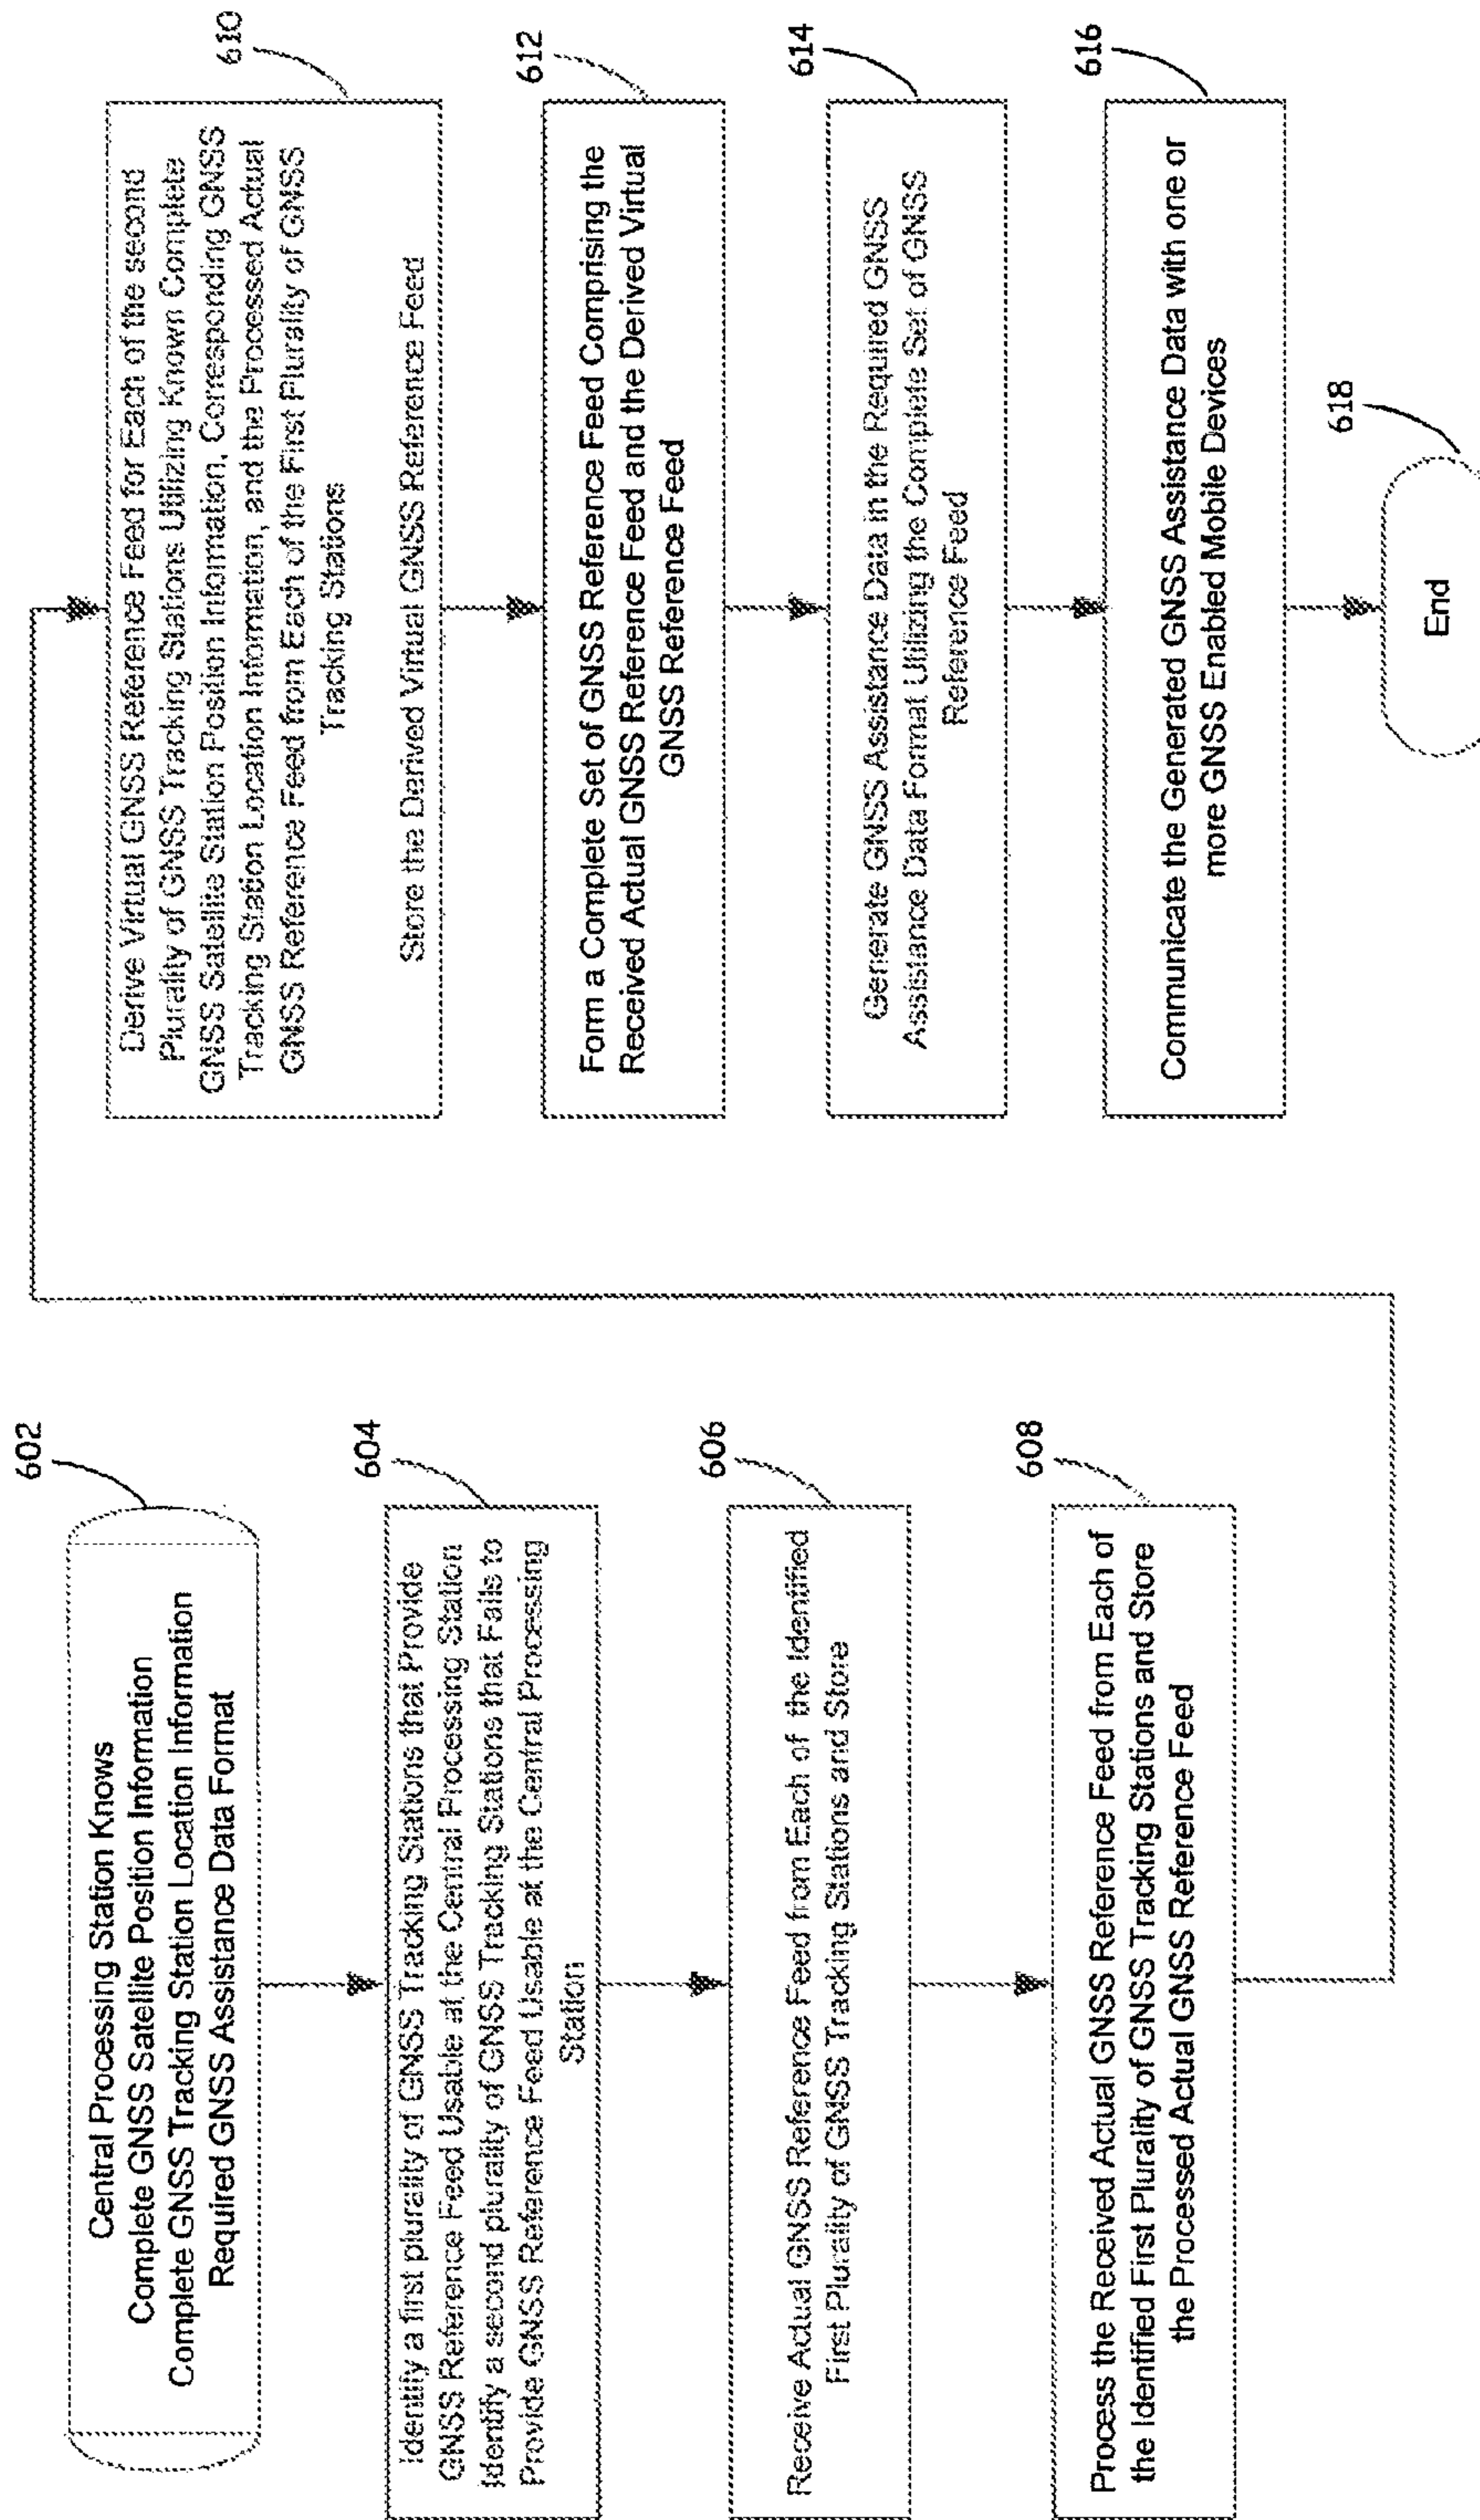 602
Central Processing Station Knows
Complete GNSS Satellite Position Information
Complete GNSS Tracking Station Location Information
Required GNSS Assistance Data Format
604
Identify a first plurality of GNSS Tracking Stations that Provide
GNSS Reference Feed Usable at the Central Processing Station
Identify a second plurality of GNSS Tracking Stations that Fails to
Provide GNSS Reference Feed Usable at the Central Processing
Station
606
Receive Actual GNSS Reference Feed from Each of the Identified
First Plurality of GNSS Tracking Stations and Store
608
Process the Received Actual GNSS Reference Feed from Each of
the Identified First Plurality of GNSS Tracking Stations and Store
the Processed Actual GNSS Reference Feed
610
Derive Virtual GNSS Reference Feed for Each of the second
Plurality of GNSS Tracking Stations Utilizing Known Complete
GNSS Satellite Station Position Information, Corresponding GNSS
Tracking Station Location Information, and the Processed Actual
GNSS Reference Feed from Each of the First Plurality of GNSS
Tracking Stations
Store the Derived Virtual GNSS Reference Feed
612
Form a Complete Set of GNSS Reference Feed Comprising the
Received Actual GNSS Reference Feed and the Derived Virtual
GNSS Reference Feed
614
Generate GNSS Assistance Data in the Required GNSS
Assistance Data Format Utilizing the Complete Set of GNSS
Reference Feed
616
Communicate the Generated GNSS Assistance Data with one or
more GNSS Enabled Mobile Devices
618
End